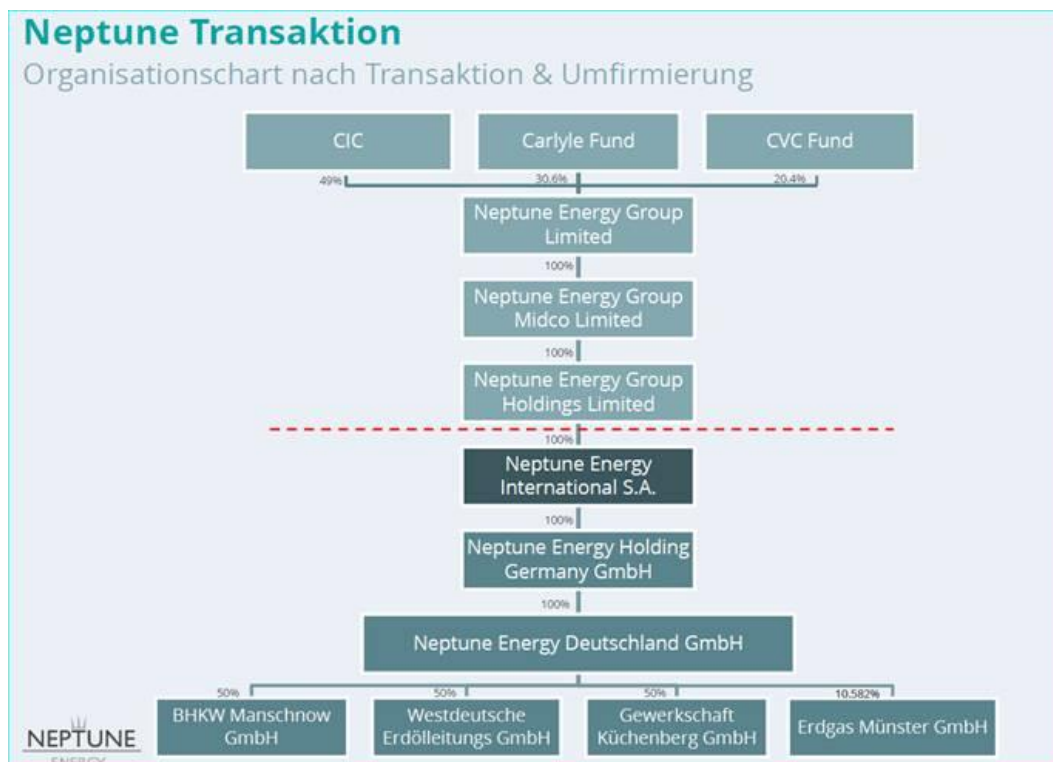 Neptune Transaktion
Organisationschart nach Transaktion & Umfirmierung
CIC
Carlyle Fund
CVC Fund
49%
30.6%
20.4%
Neptune Energy Group
Limited
100%
Neptune Energy Group
Midco Limited
100%
Neptune Energy Group
Holdings Limited
100%
Neptune Energy
International S.A.
100%
Neptune Energy Holding
Germany GmbH
100%
Neptune Energy Deutschland GmbH
50%
50%
50%
10.582%
BHKW Manschnow
GmbH
Westdeutsche
Erdölleitungs GmbH
Gewerkschaft
Küchenberg GmbH
Erdgas Münster GmbH
NEPTUNE
ENERGY